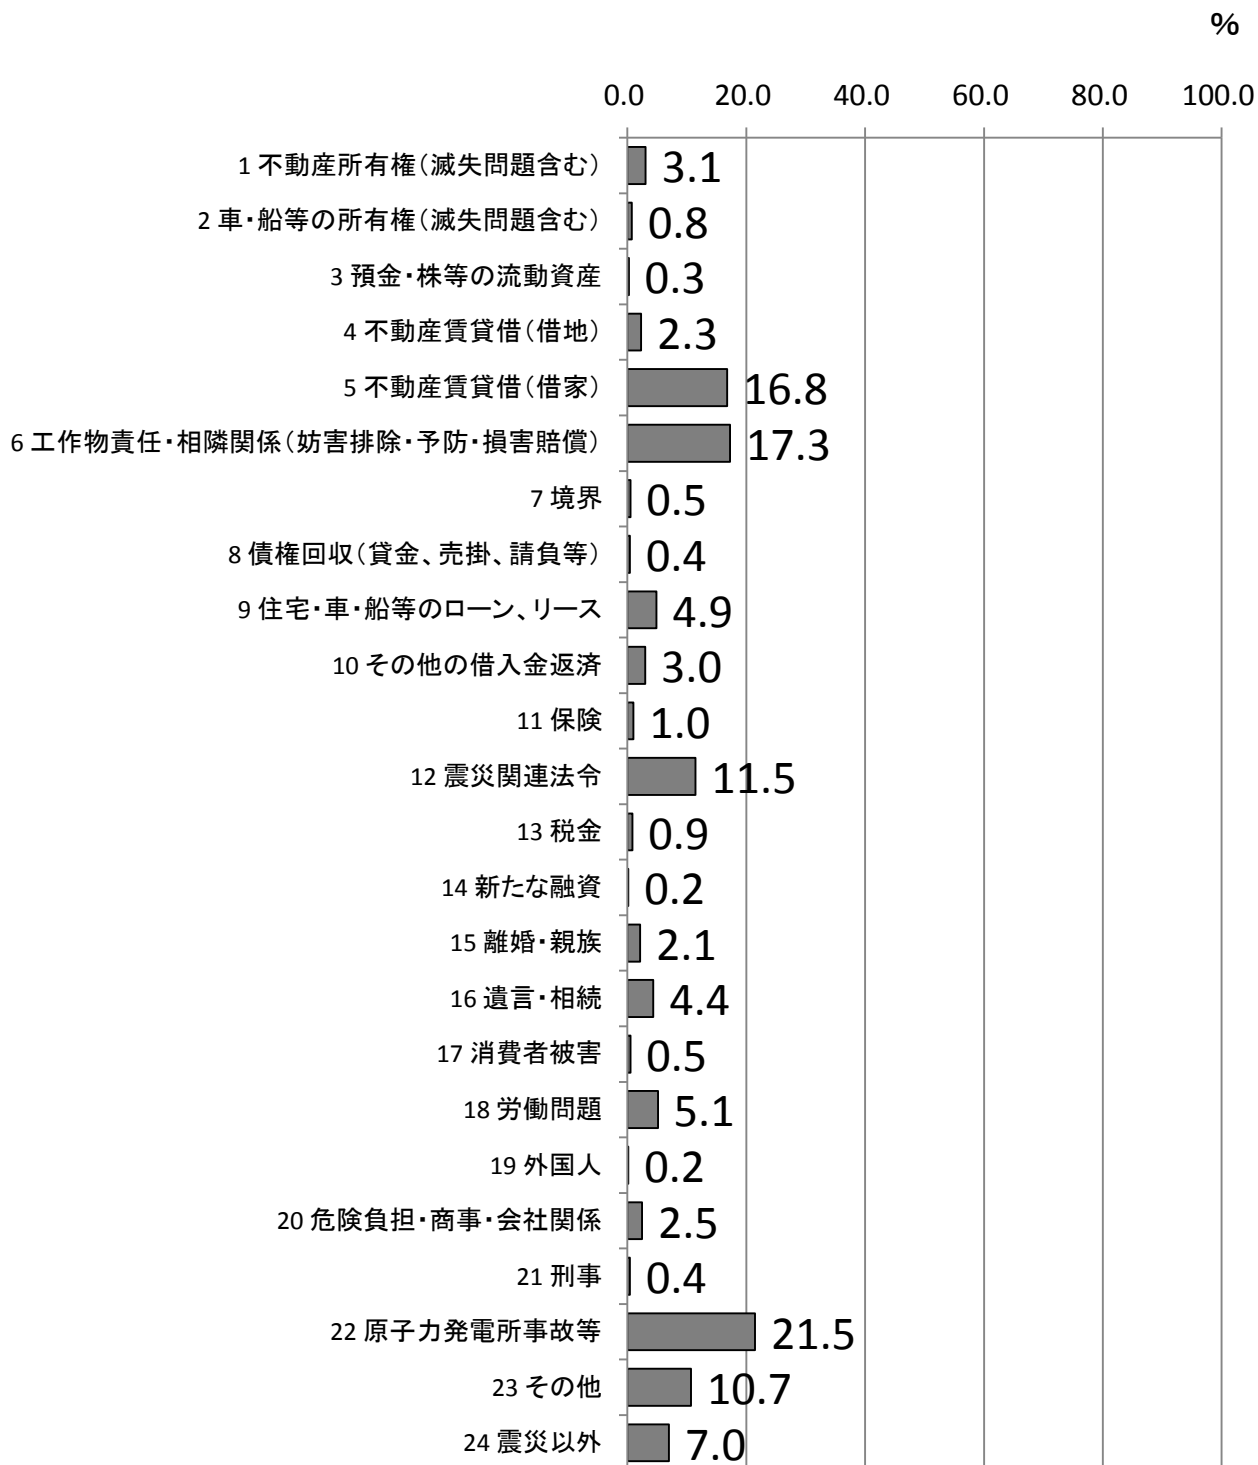 %
0.0 20.0 40.0 60.0 80.0 100.0
1 不動産所有権（滅失問題含む） 3.1
2 車・船等の所有権（滅失問題含む） 0.8
3 預金・株等の流動資産 0.3
4 不動産賃貸借（借地） 2.3
5 不動産賃貸借（借家） 16.8
6 工作物責任・相隣関係（妨害排除・予防・損害賠償） 17.3
7 境界 0.5
8 債権回収（貸金、売掛、請負等） 0.4
9 住宅・車・船等のローン、リース 4.9
10 その他の借入金返済 3.0
11 保険 1.0
12 震災関連法令 11.5
13 税金 0.9
14 新たな融資 0.2
15 離婚・親族 2.1
16 遺言・相続 4.4
17 消費者被害 0.5
18 労働問題 5.1
19 外国人 0.2
20 危険負担・商事・会社関係 2.5
21 刑事 0.4
22 原子力発電所事故等 21.5
23 その他 10.7
24 震災以外 7.0